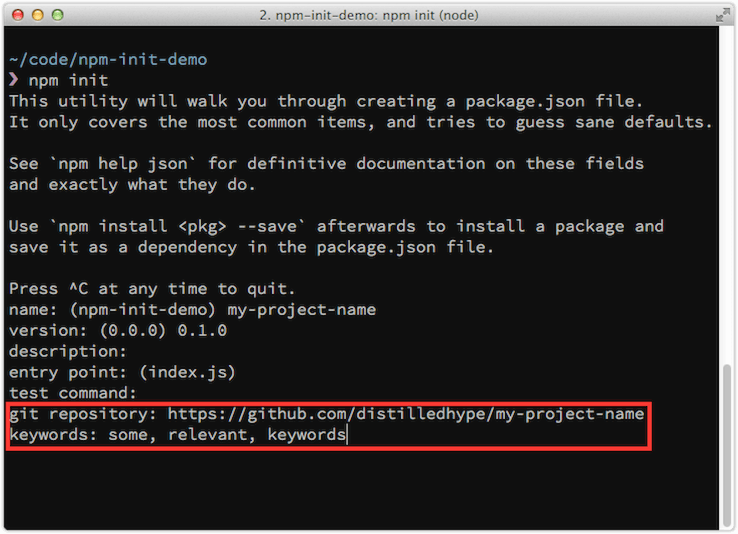 2. npm-init-demo: npm init (node)
~/code/npm-init-demo
❯ npm init
This utility will walk you through creating a package.json file.
It only covers the most common items, and tries to guess sane defaults.
See `npm help json` for definitive documentation on these fields
and exactly what they do.
Use `npm install <pkg> --save` afterwards to install a package and
save it as a dependency in the package.json file.
Press ^C at any time to quit.
name: (npm-init-demo) my-project-name
version: (0.0.0) 0.1.0
description:
entry point: (index.js)
test command:
git repository: https://github.com/distilledhype/my-project-name
keywords: some, relevant, keywords